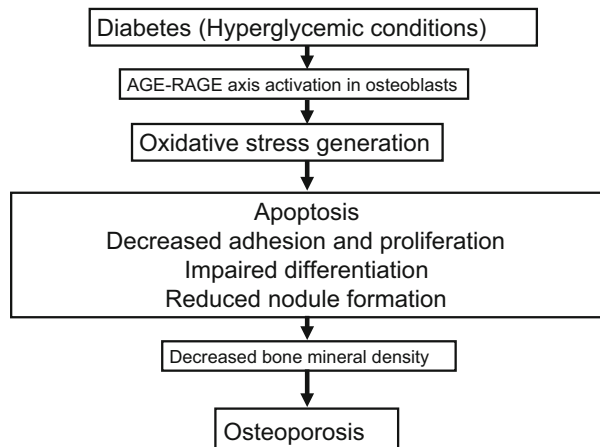 Diabetes (Hyperglycemic conditions)
AGE-RAGE axis activation in osteoblasts
Oxidative stress generation
Apoptosis
Decreased adhesion and proliferation
Impaired differentiation
Reduced nodule formation
Decreased bone mineral density
Osteoporosis